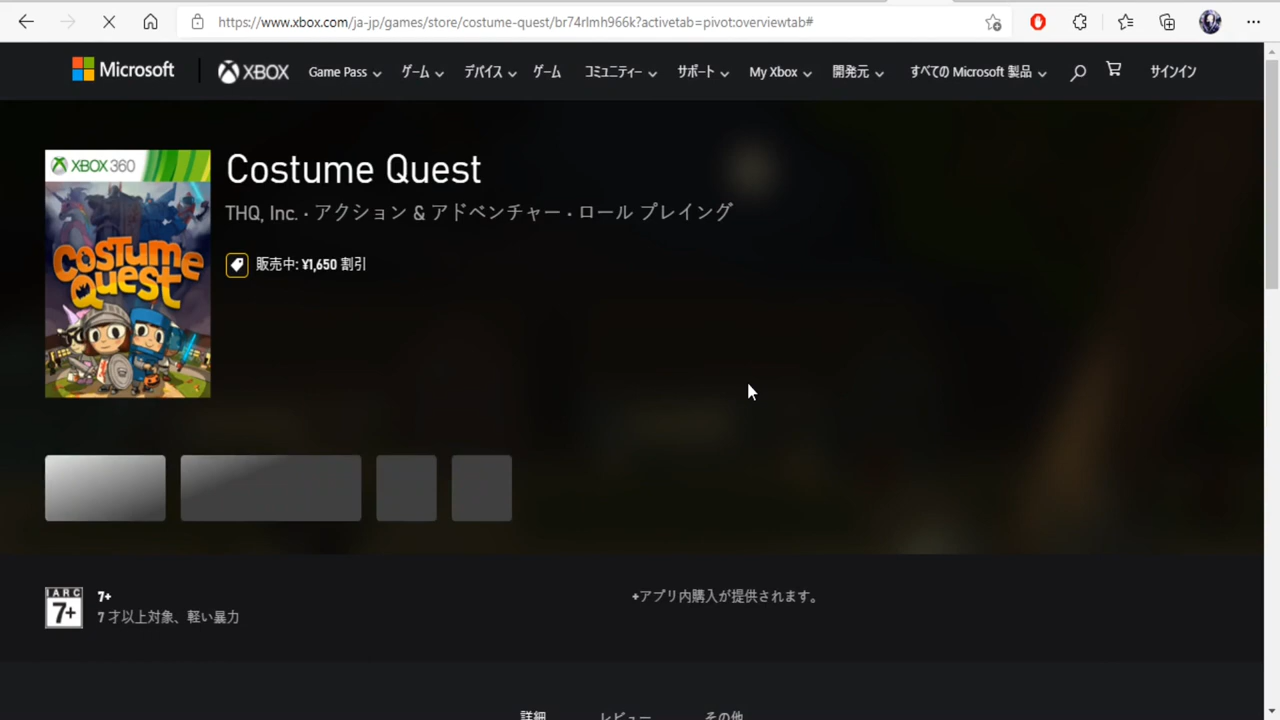 https://www.xbox.com/ja-jp/games/store/costume-quest/br74rlmh966k?activetab=pivot:overviewtab#
Microsoft XBOX Game Pass ゲーム デバイス ゲーム コミュニティー サポート My Xbox 開発元 すべての Microsoft 製品 サインイン
XBOX 360
COSTUME QUEST
Costume Quest
THQ, Inc. · アクション & アドベンチャー · ロール プレイング
販売中: ¥1,650 割引
IARC
7+
7+
7 才以上対象、軽い暴力
+アプリ内購入が提供されます。
詳細 レビュー その他